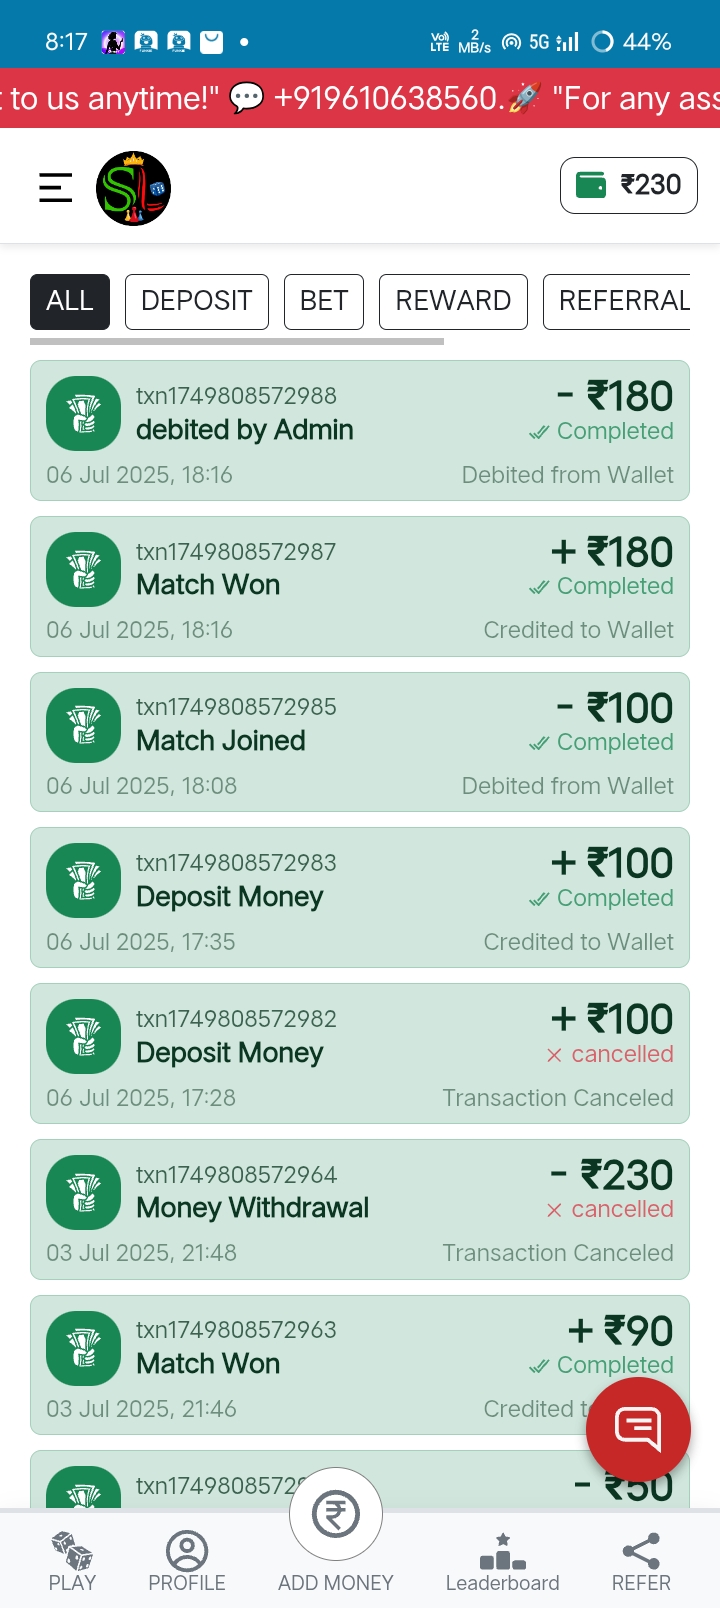 8:17 VoLTE 2 MB/s 5G 44%
to us anytime!" 💬 +919610638560.🚀 "For any ass
SL ₹230
ALL DEPOSIT BET REWARD REFERRAL
txn1749808572988 - ₹180
debited by Admin Completed
06 Jul 2025, 18:16 Debited from Wallet
txn1749808572987 + ₹180
Match Won Completed
06 Jul 2025, 18:16 Credited to Wallet
txn1749808572985 - ₹100
Match Joined Completed
06 Jul 2025, 18:08 Debited from Wallet
txn1749808572983 + ₹100
Deposit Money Completed
06 Jul 2025, 17:35 Credited to Wallet
txn1749808572982 + ₹100
Deposit Money × cancelled
06 Jul 2025, 17:28 Transaction Canceled
txn1749808572964 - ₹230
Money Withdrawal × cancelled
03 Jul 2025, 21:48 Transaction Canceled
txn1749808572963 + ₹90
Match Won Completed
03 Jul 2025, 21:46 Credited
txn17498085729 - ₹50
PLAY PROFILE ADD MONEY Leaderboard REFER